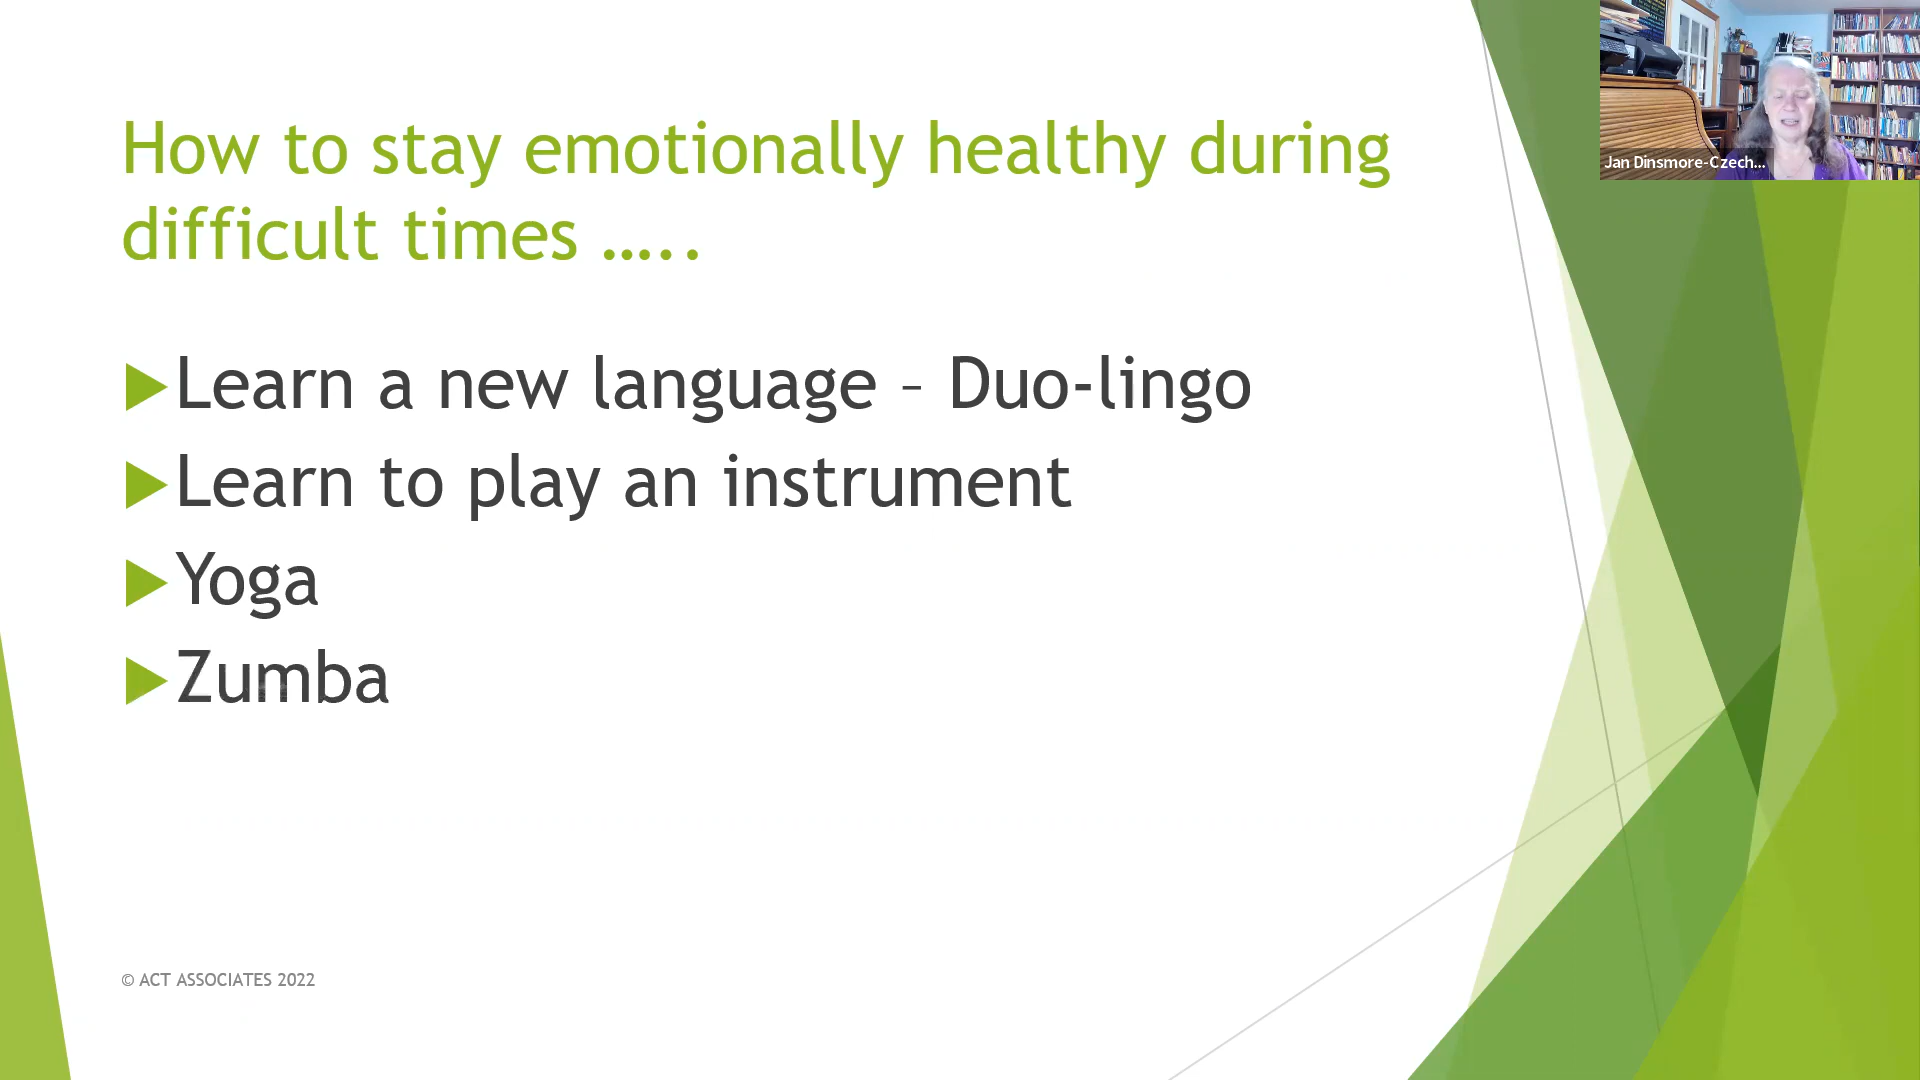 How to stay emotionally healthy during
difficult times …..
Learn a new language – Duo-lingo
Learn to play an instrument
Yoga
Zumba
© ACT ASSOCIATES 2022
Jan Dinsmore-Czech...